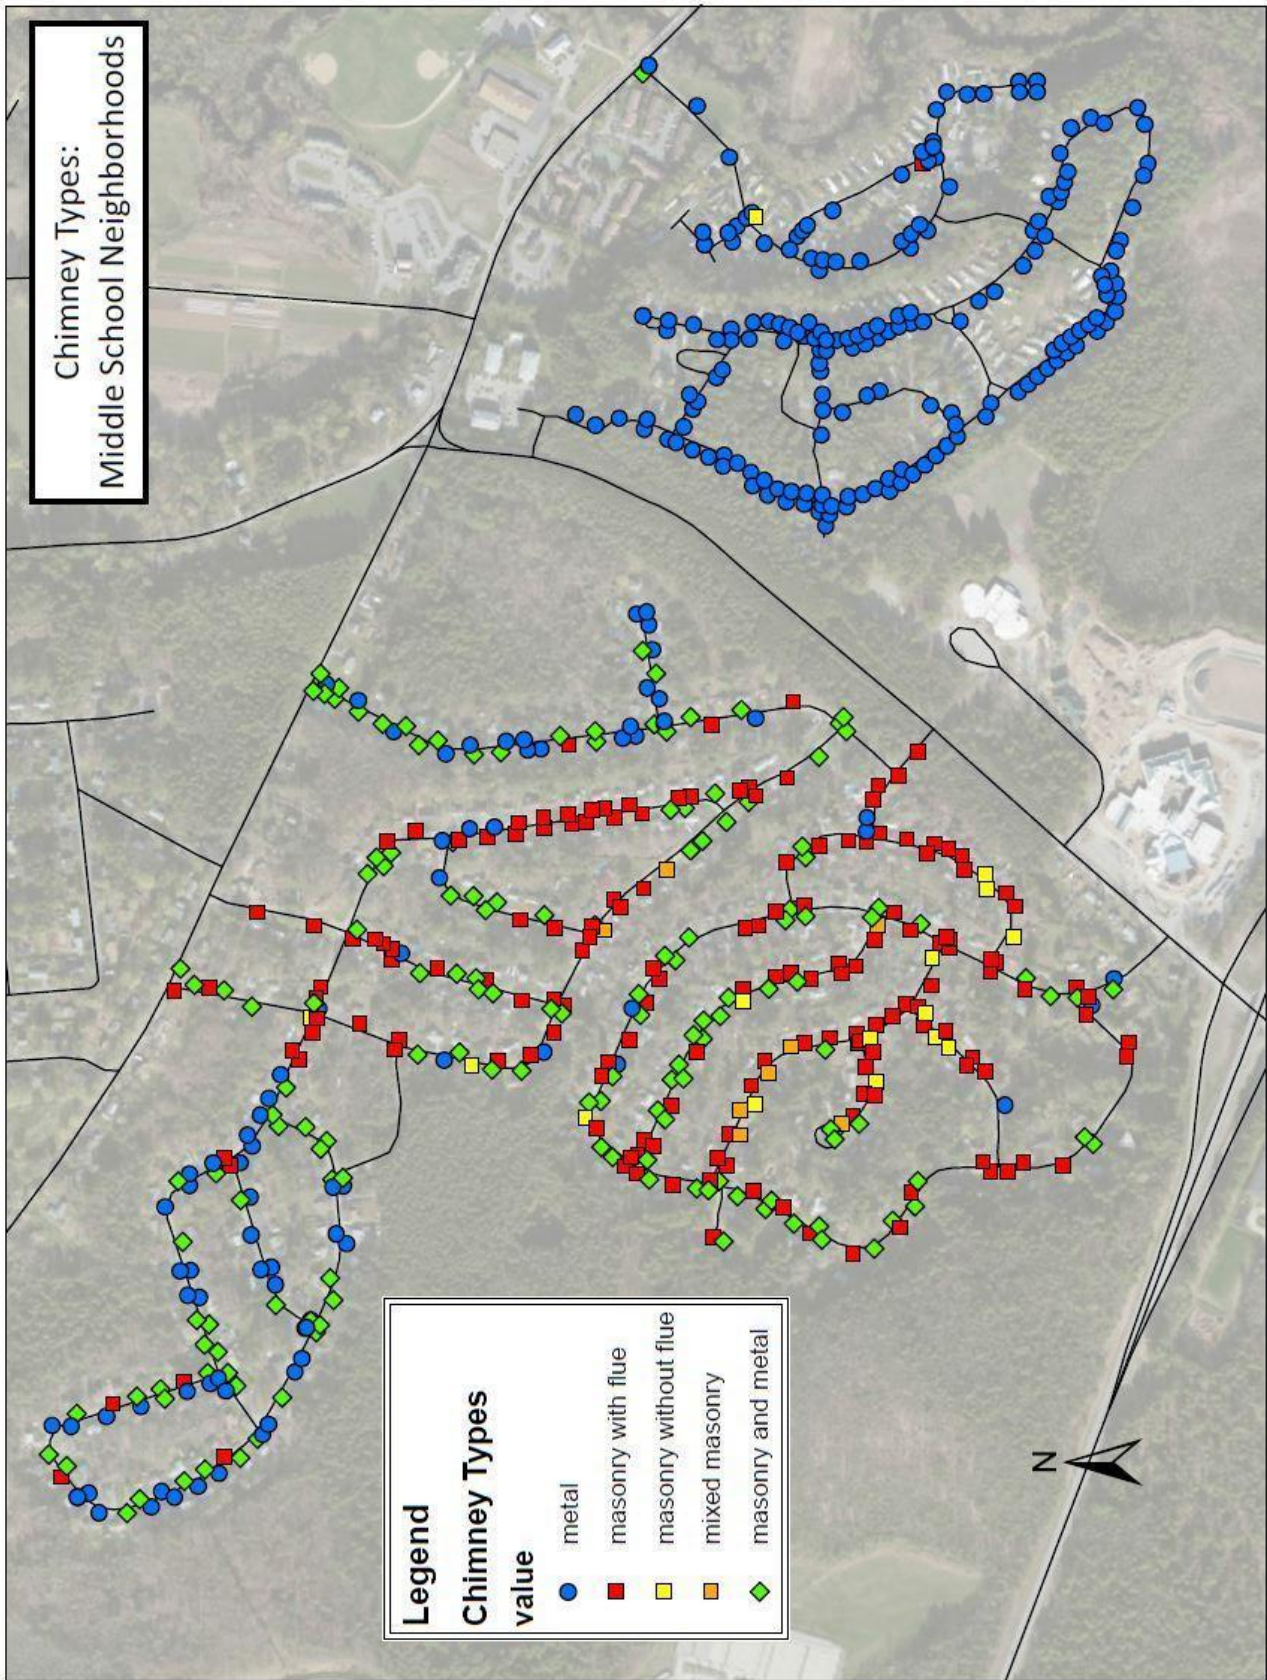 Chimney Types:
Middle School Neighborhoods
Legend
Chimney Types
value
metal
masonry with flue
masonry without flue
mixed masonry
masonry and metal
N